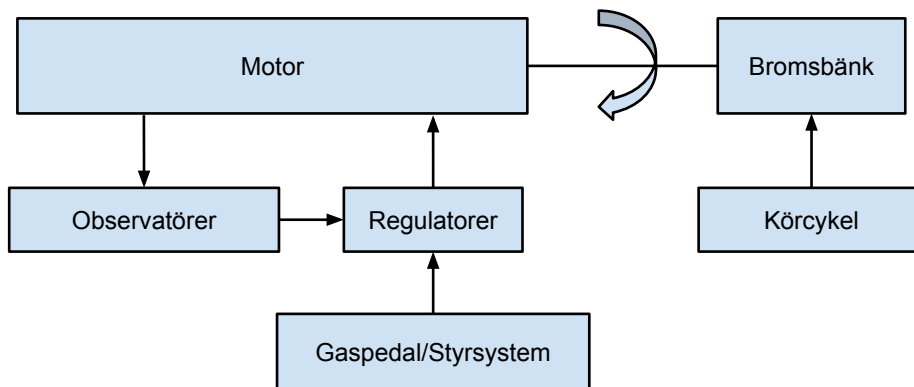 Motor
Bromsbänk
Observatörer
Regulatorer
Körcykel
Gaspedal/Styrsystem